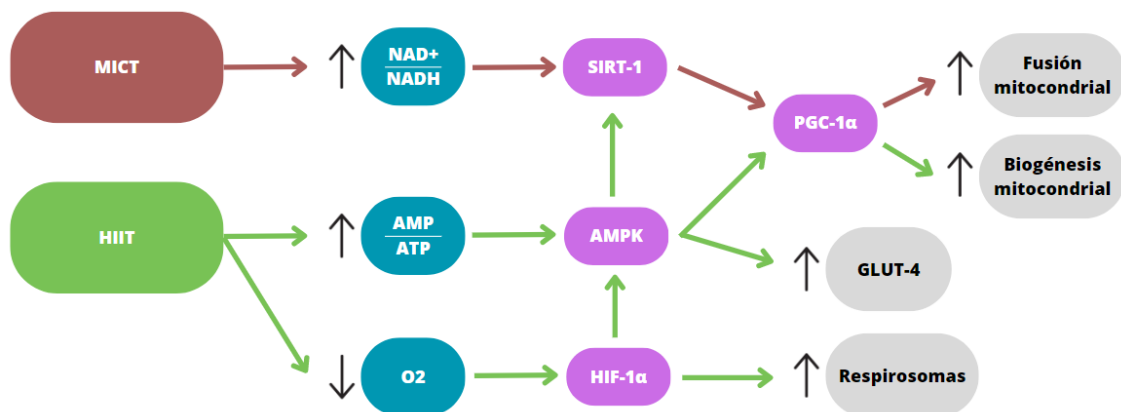 MICT
NAD+
NADH
SIRT-1
PGC-1α
Fusión
mitocondrial
Biogénesis
mitocondrial
HIIT
AMP
ATP
AMPK
GLUT-4
O2
HIF-1α
Respirosomas